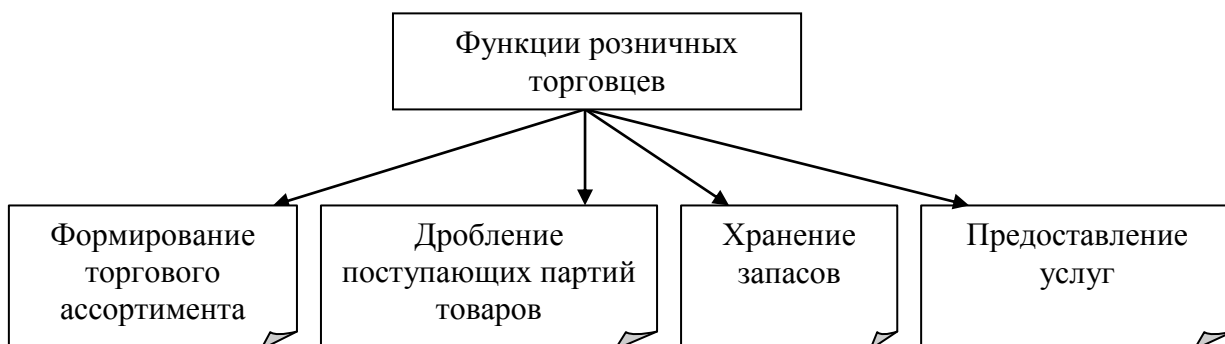 Функции розничных
торговцев
Формирование
торгового
ассортимента
Дробление
поступающих партий
товаров
Хранение
запасов
Предоставление
услуг